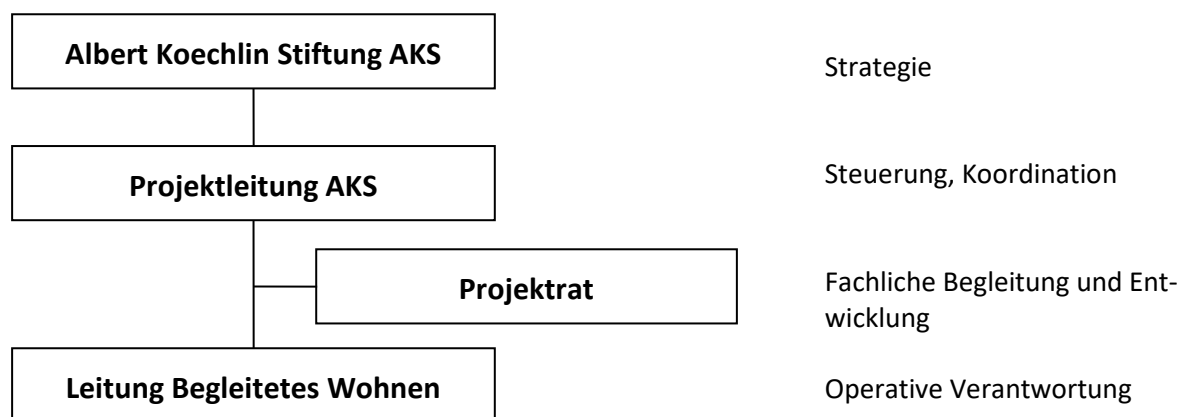 Albert Koechlin Stiftung AKS
Strategie
Projektleitung AKS
Steuerung, Koordination
Projektrat
Fachliche Begleitung und Ent-
wicklung
Leitung Begleitetes Wohnen
Operative Verantwortung